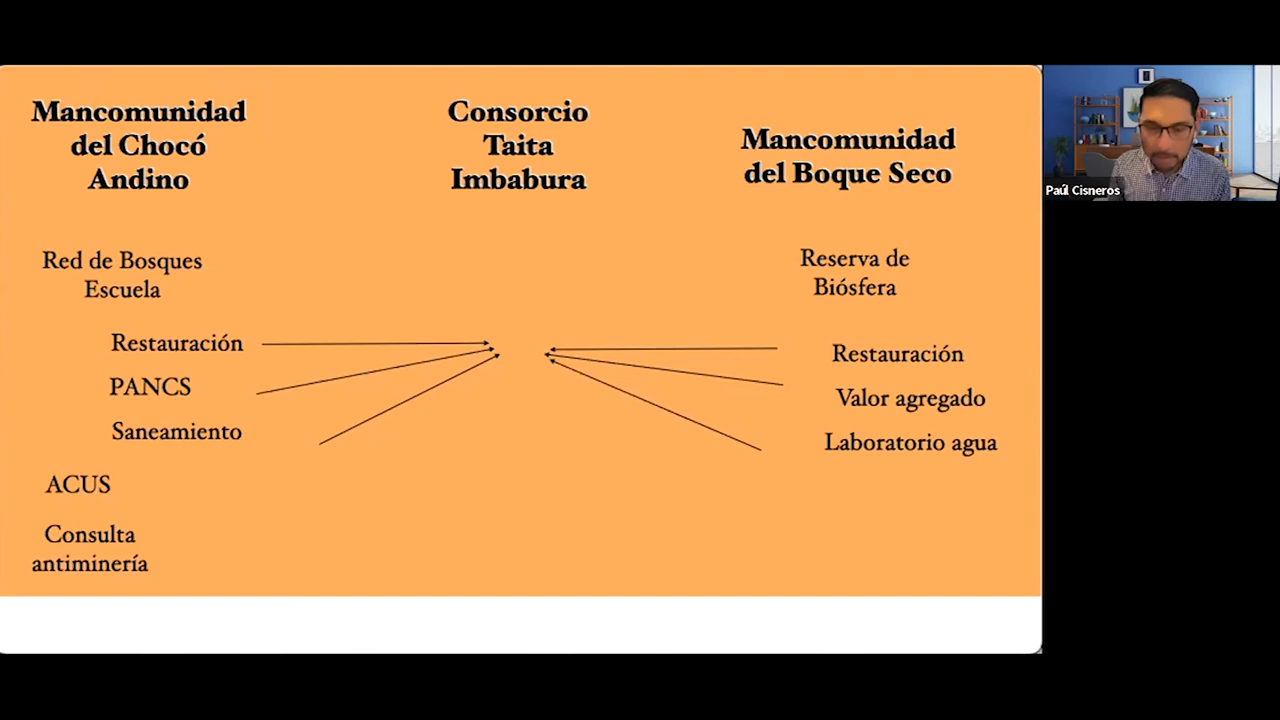 Mancomunidad
del Chocó
Andino
Consorcio
Taita
Imbabura
Mancomunidad
del Boque Seco
Red de Bosques
Escuela
Restauración
PANCS
Saneamiento
ACUS
Consulta
antiminería
Reserva de
Biósfera
Restauración
Valor agregado
Laboratorio agua
Paúl Cisneros